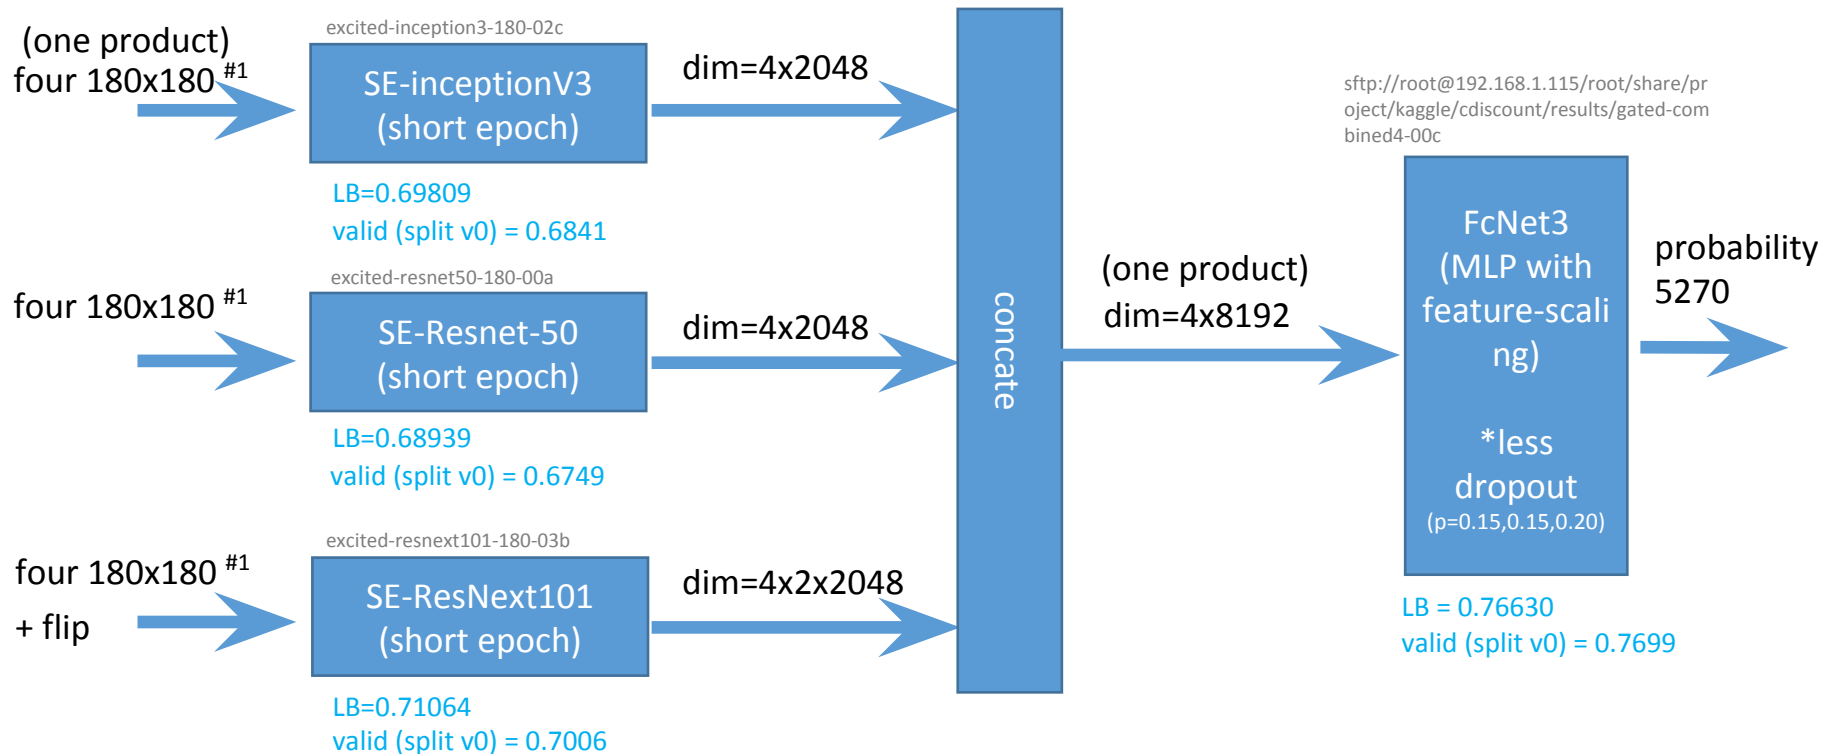 (one product)
four 180x180 #1
excited-inception3-180-02c
SE-inceptionV3
(short epoch)
LB=0.69809
valid (split v0) = 0.6841
dim=4x2048
four 180x180 #1
excited-resnet50-180-00a
SE-Resnet-50
(short epoch)
LB=0.68939
valid (split v0) = 0.6749
dim=4x2048
four 180x180 #1
+ flip
excited-resnext101-180-03b
SE-ResNext101
(short epoch)
LB=0.71064
valid (split v0) = 0.7006
dim=4x2x2048
concate
(one product)
dim=4x8192
sftp://root@192.168.1.115/root/share/pr
oject/kaggle/cdiscount/results/gated-com
bined4-00c
FcNet3
(MLP with
feature-scali
ng)
*less
dropout
(p=0.15,0.15,0.20)
LB = 0.76630
valid (split v0) = 0.7699
probability
5270